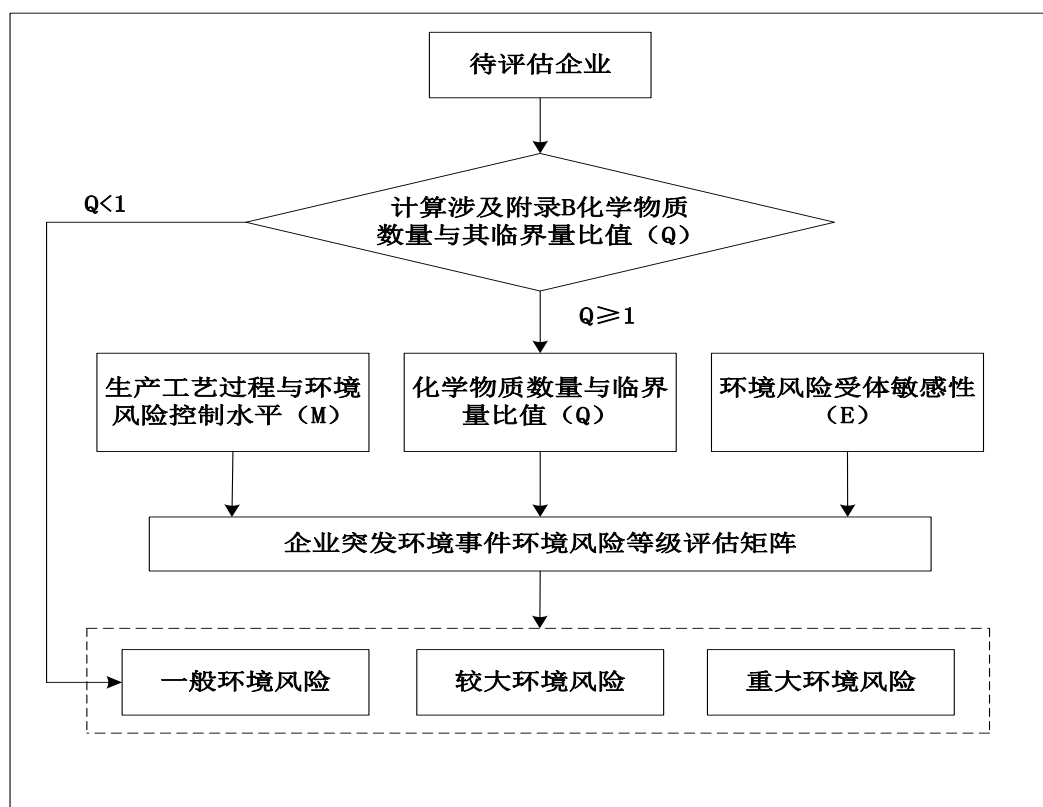 待评估企业
Q<1
计算涉及附录B化学物质
数量与其临界量比值（Q）
Q≥1
生产工艺过程与环境
风险控制水平（M）
化学物质数量与临界
量比值（Q）
环境风险受体敏感性
（E）
企业突发环境事件环境风险等级评估矩阵
一般环境风险
较大环境风险
重大环境风险